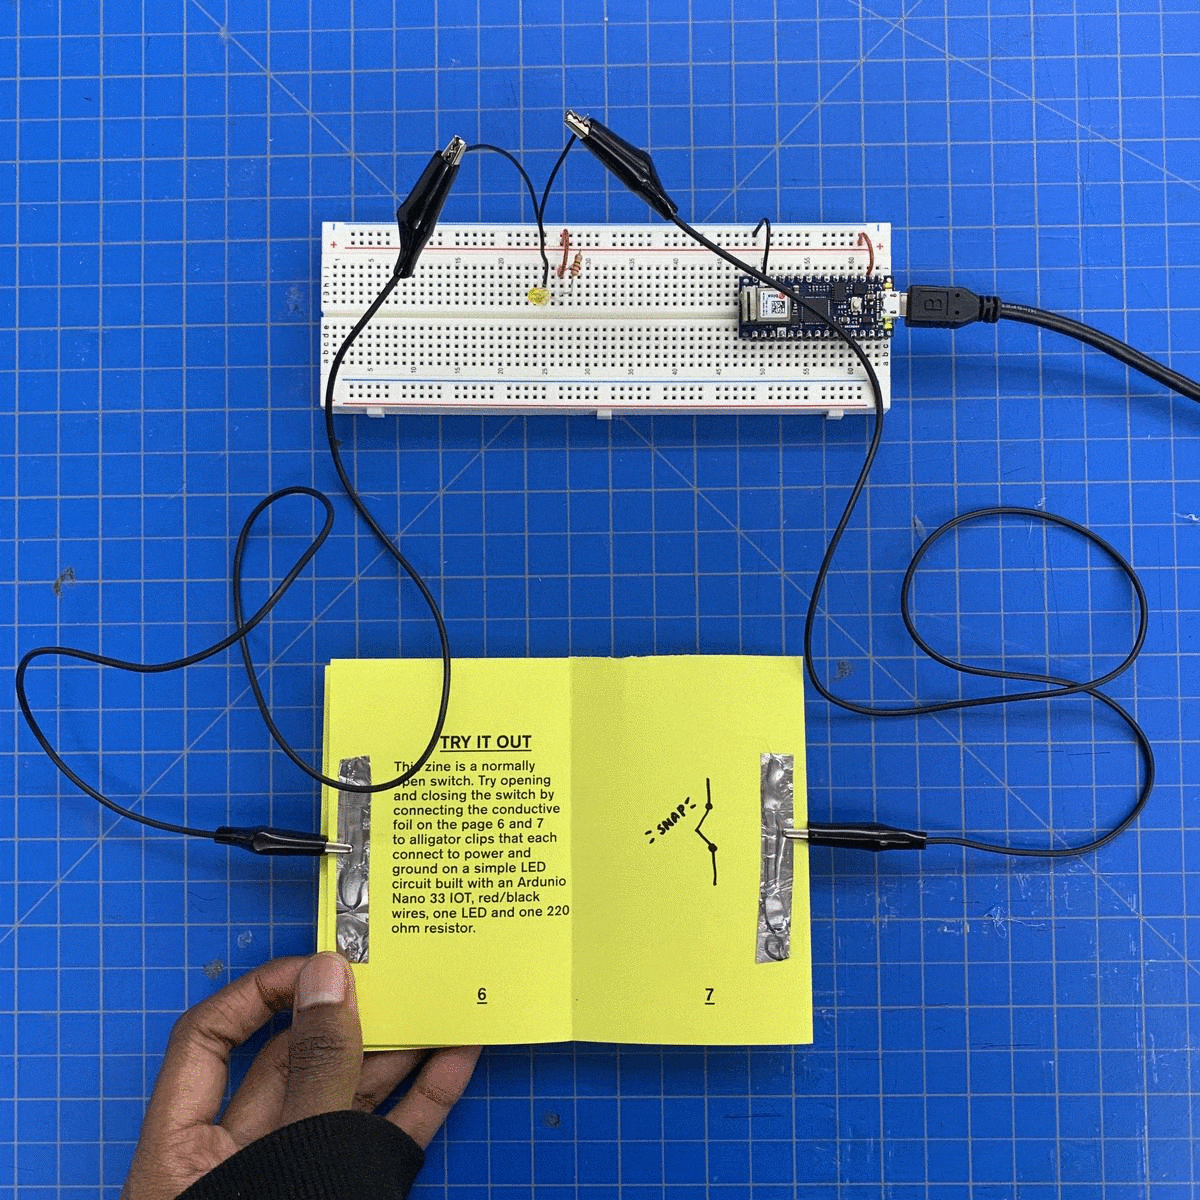 TRY IT OUT
This zine is a normally
open switch. Try opening
and closing the switch by
connecting the conductive
foil on the page 6 and 7
to alligator clips that each
connect to power and
ground on a simple LED
circuit built with an Ardunio
Nano 33 IOT, red/black
wires, one LED and one 220
ohm resistor.
6
SNAP
7